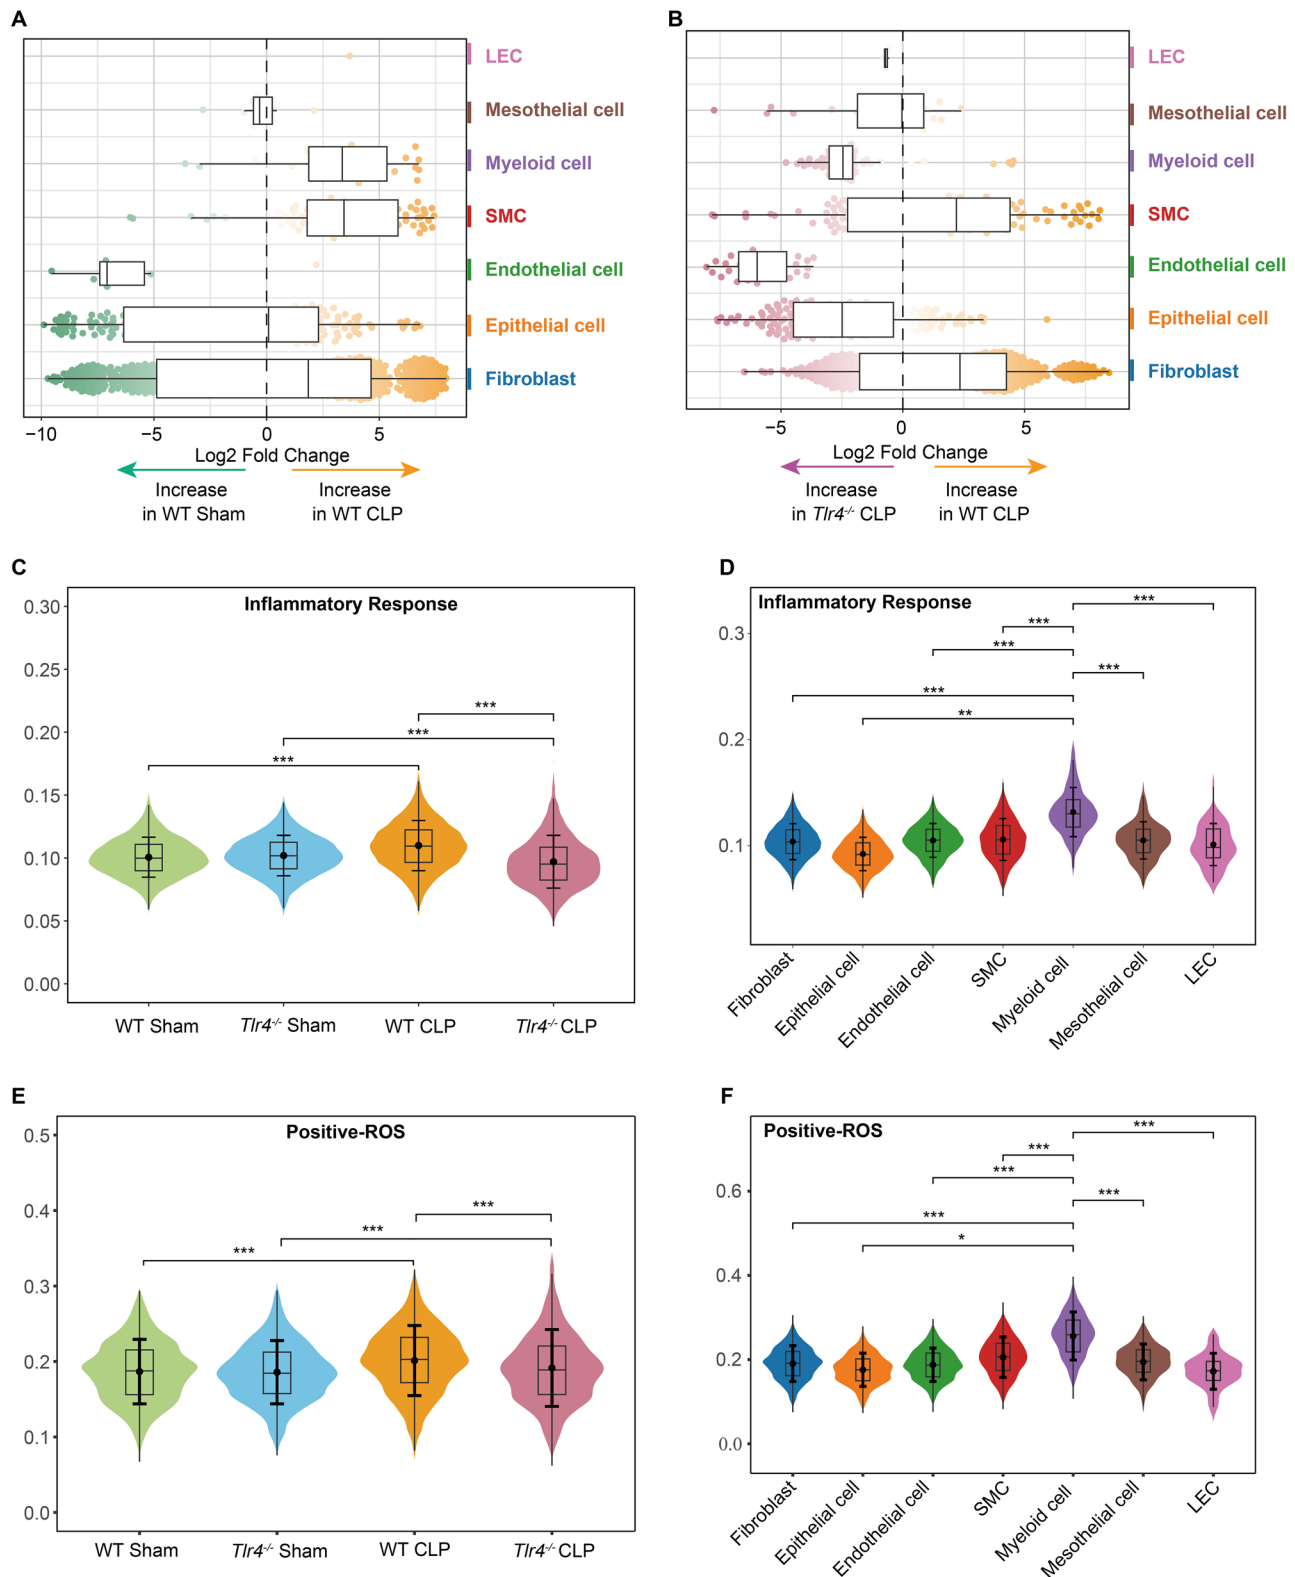 A
LEC
Mesothelial cell
Myeloid cell
SMC
Endothelial cell
Epithelial cell
Fibroblast
−10
−5
0
5
Log2 Fold Change
Increase
in WT Sham
Increase
in WT CLP
B
LEC
Mesothelial cell
Myeloid cell
SMC
Endothelial cell
Epithelial cell
Fibroblast
−5
0
5
Log2 Fold Change
Increase
in Tlr4-/- CLP
Increase
in WT CLP
C
Inflammatory Response
0.30
0.25
0.20
0.15
0.10
0.05
0.00
***
***
***
WT Sham
Tlr4-/- Sham
WT CLP
Tlr4-/- CLP
D
Inflammatory Response
0.3
0.2
0.1
***
***
***
***
***
**
Fibroblast
Epithelial cell
Endothelial cell
SMC
Myeloid cell
Mesothelial cell
LEC
E
Positive-ROS
0.5
0.4
0.3
0.2
0.1
0.0
***
***
***
WT Sham
Tlr4-/- Sham
WT CLP
Tlr4-/- CLP
F
Positive-ROS
0.6
0.4
0.2
0.0
***
***
***
***
***
*
Fibroblast
Epithelial cell
Endothelial cell
SMC
Myeloid cell
Mesothelial cell
LEC